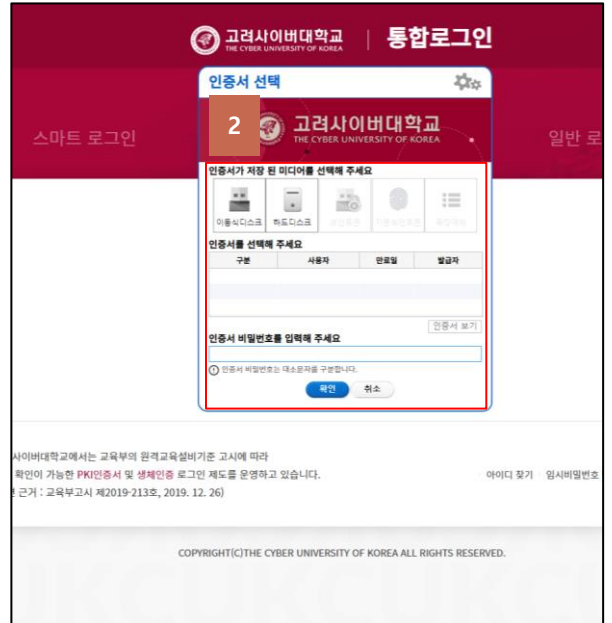 고려사이버대학교
THE CYBER UNIVERSITY OF KOREA
통합로그인
인증서 선택
스마트 로그인
2
고려사이버대학교
THE CYBER UNIVERSITY OF KOREA
일반 로
인증서가 저장 된 미디어를 선택해 주세요
이동식디스크 하드디스크
인증서를 선택해 주세요
구분 사용자 만료일 발급자
인증서 보기
인증서 비밀번호를 입력해 주세요
인증서 비밀번호는 대소문자를 구분합니다.
확인 취소
사이버대학교에서는 교육부의 원격교육설비기준 고시에 따라
확인이 가능한 PKI인증서 및 생체인증 로그인 제도를 운영하고 있습니다.
아이디 찾기 임시비밀번호
근거 : 교육부고시 제2019-213호, 2019. 12. 26)
COPYRIGHT(C)THE CYBER UNIVERSITY OF KOREA ALL RIGHTS RESERVED.